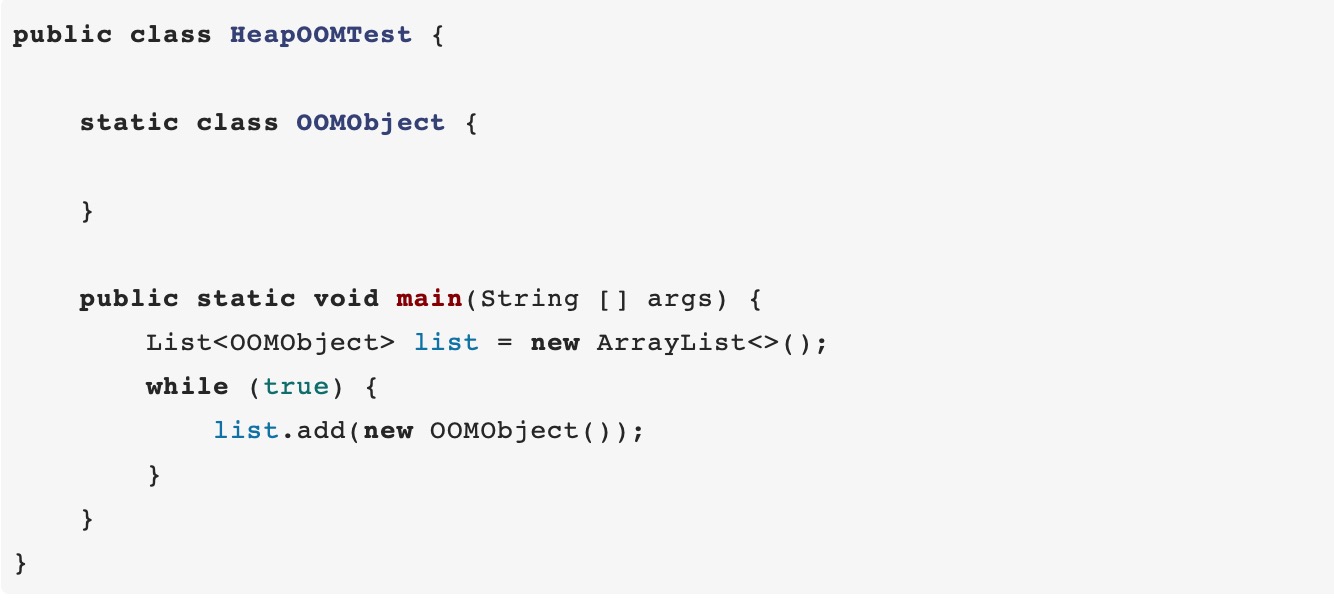 public class HeapOOMTest {
static class OOMObject {
}
public static void main(String [] args) {
List<OOMObject> list = new ArrayList<>();
while (true) {
list.add(new OOMObject());
}
}
}